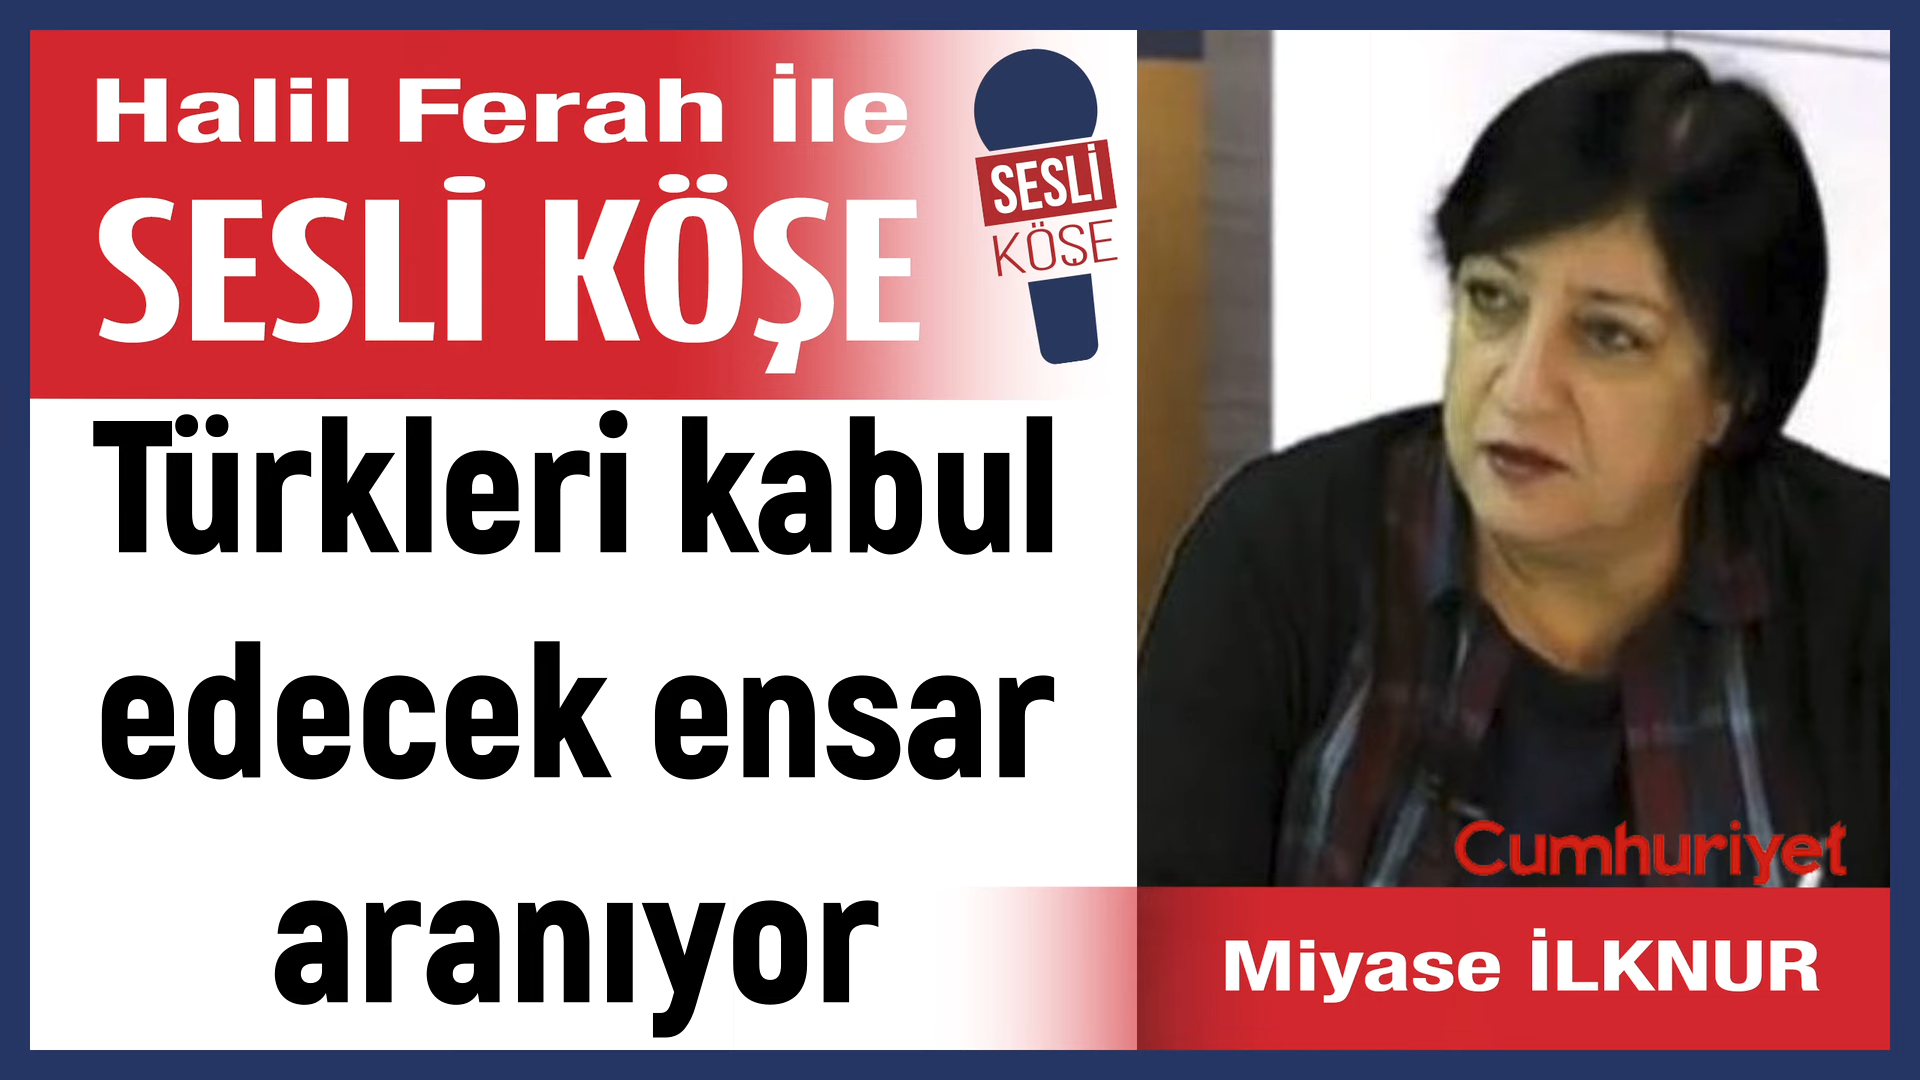 Halil Ferah İle
SESLİ KÖŞE
SESLİ
KÖŞE
Türkleri kabul
edecek ensar
aranıyor
Cumhuriyet
Miyase İLKNUR